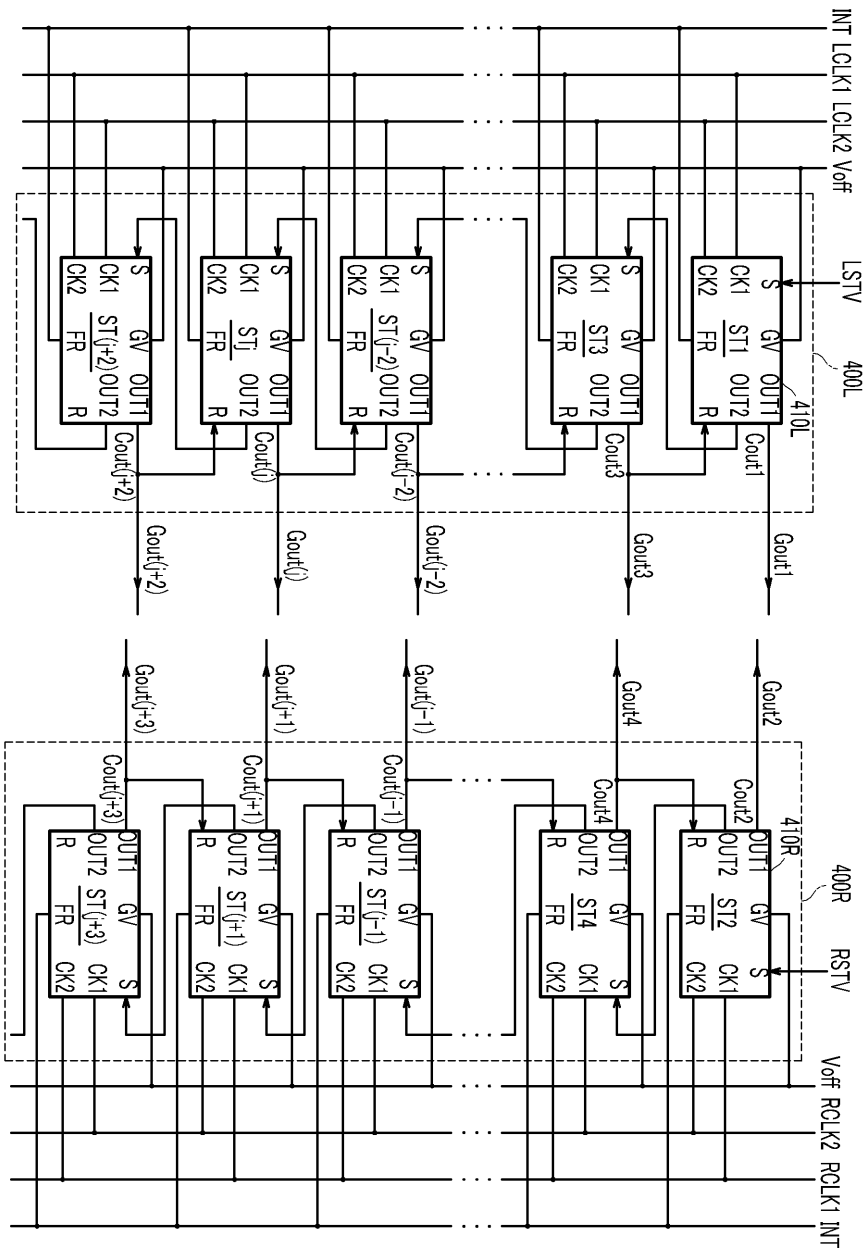 INT
LCLK1
LCLK2
Voff
LSTV
400L
410L
S
GV
OUT1
CK1
ST1
OUT2
CK2
FR
R
Cout1
Gout1
S
GV
OUT1
CK1
ST3
OUT2
CK2
FR
R
Cout3
Gout3
S
GV
OUT1
CK1
ST(j-2)
OUT2
CK2
FR
R
Cout(j-2)
Gout(j-2)
S
GV
OUT1
CK1
STj
OUT2
CK2
FR
R
Cout(j)
Gout(j)
S
GV
OUT1
CK1
ST(j+2)
OUT2
CK2
FR
R
Cout(j+2)
Gout(j+2)
Gout2
Cout2
410R
400R
RSTV
OUT1
GV
S
OUT2
ST2
CK1
R
FR
CK2
Gout4
Cout4
OUT1
GV
S
OUT2
ST4
CK1
R
FR
CK2
Gout(j-1)
Cout(j-1)
OUT1
GV
S
OUT2
ST(j-1)
CK1
R
FR
CK2
Gout(j+1)
Cout(j+1)
OUT1
GV
S
OUT2
ST(j+1)
CK1
R
FR
CK2
Gout(j+3)
Cout(j+3)
OUT1
GV
S
OUT2
ST(j+3)
CK1
R
FR
CK2
Voff
RCLK2
RCLK1
INT